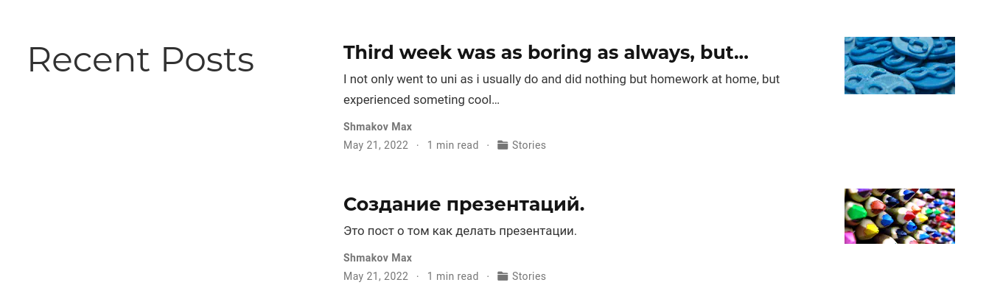 Recent Posts
Third week was as boring as always, but...
I not only went to uni as i usually do and did nothing but homework at home, but
experienced someting cool…
Shmakov Max
May 21, 2022 · 1 min read · Stories
Создание презентаций.
Это пост о том как делать презентации.
Shmakov Max
May 21, 2022 · 1 min read · Stories